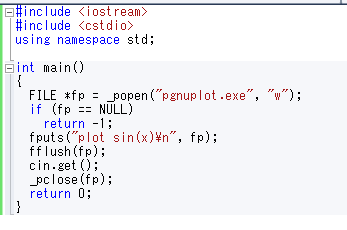 #include <iostream>
#include <cstdio>
using namespace std;
int main()
{
FILE *fp = _popen("pgnuplot.exe", "w");
if (fp == NULL)
return -1;
fputs("plot sin(x)¥n", fp);
fflush(fp);
cin.get();
_pclose(fp);
return 0;
}